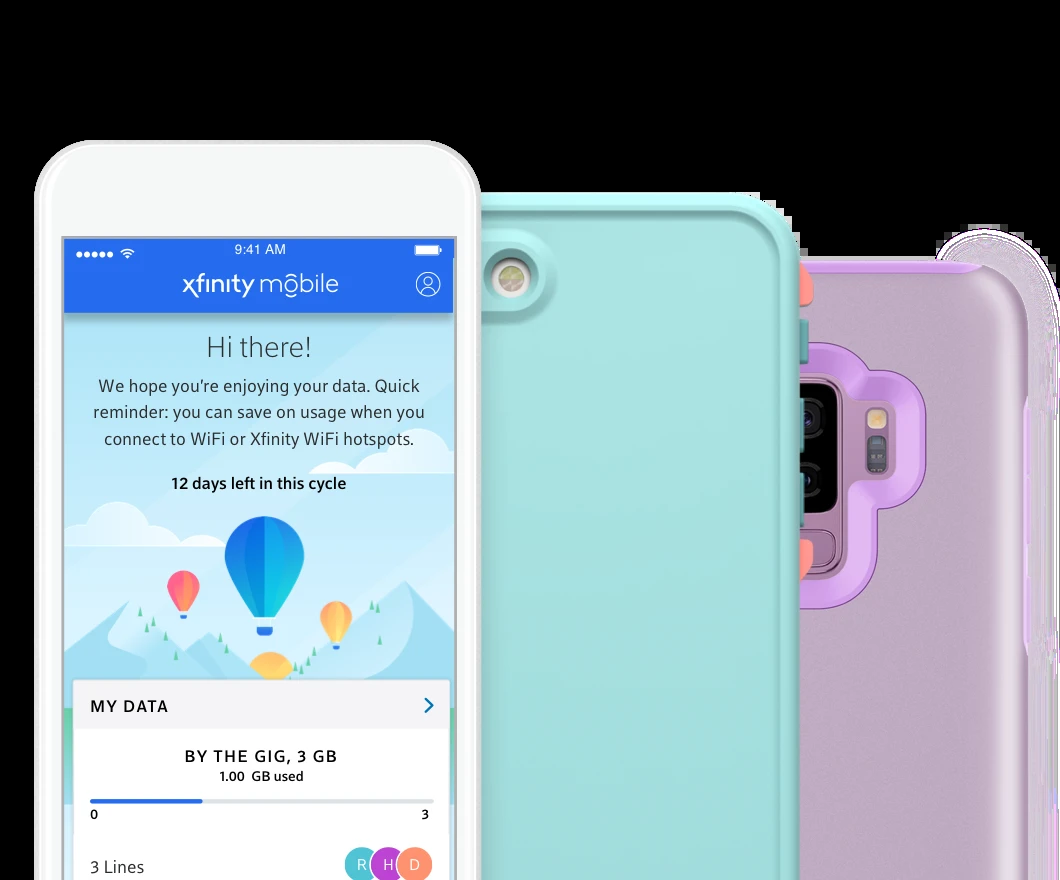 9:41 AM
xfinity mobile
Hi there!
We hope you're enjoying your data. Quick
reminder: you can save on usage when you
connect to WiFi or Xfinity WiFi hotspots.
12 days left in this cycle
MY DATA
BY THE GIG, 3 GB
1.00 GB used
0 3
3 Lines R H D